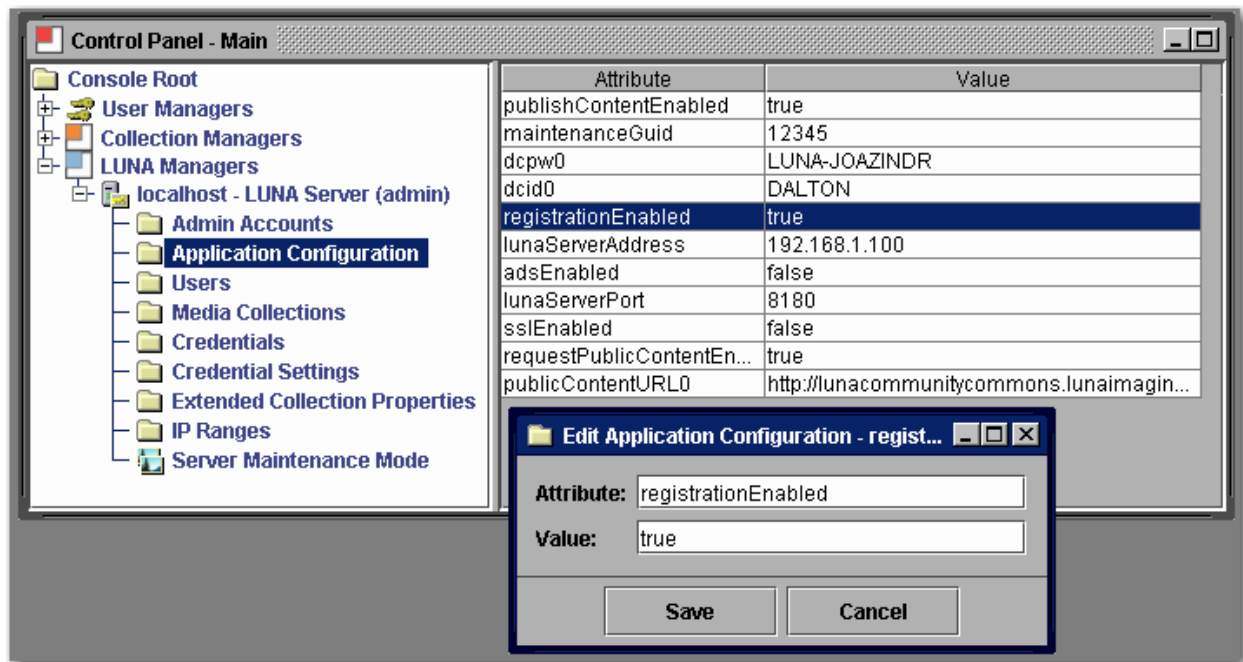 Control Panel - Main
Console Root
User Managers
Collection Managers
LUNA Managers
localhost - LUNA Server (admin)
Admin Accounts
Application Configuration
Users
Media Collections
Credentials
Credential Settings
Extended Collection Properties
IP Ranges
Server Maintenance Mode
Attribute Value
publishContentEnabled true
maintenanceGuid 12345
dcpw0 LUNA-JOAZINDR
dcid0 DALTON
registrationEnabled true
lunaServerAddress 192.168.1.100
adsEnabled false
lunaServerPort 8180
sslEnabled false
requestPublicContentEn... true
publicContentURL0 http://lunacommunitycommons.lunaimagin...
Edit Application Configuration - regist...
Attribute: registrationEnabled
Value: true
Save Cancel